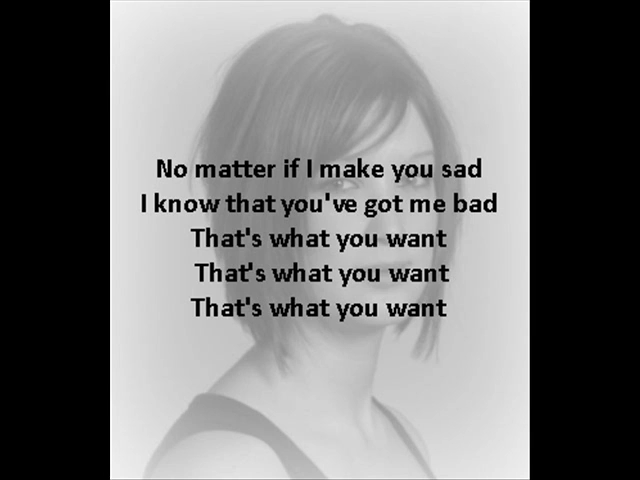 No matter if I make you sad
I know that you've got me bad
That's what you want
That's what you want
That's what you want